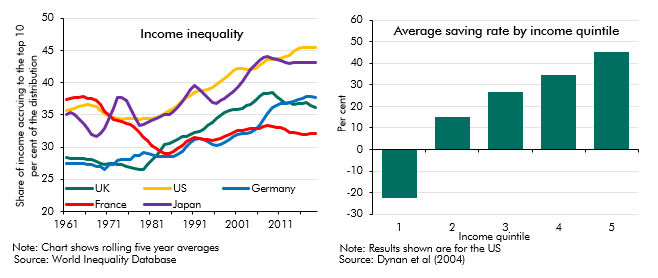 Income inequality
Share of income accruing to the top 10
per cent of the distribution
50
45
40
35
30
25
20
UK
US
Germany
France
Japan
1961 1971 1981 1991 2001 2011
Note: Chart shows rolling five year averages
Source: World Inequality Database
Average saving rate by income quintile
Per cent
60
50
40
30
20
10
0
-10
-20
-30
1 2 3 4 5
Income quintile
Note: Results shown are for the US
Source: Dynan et al (2004)